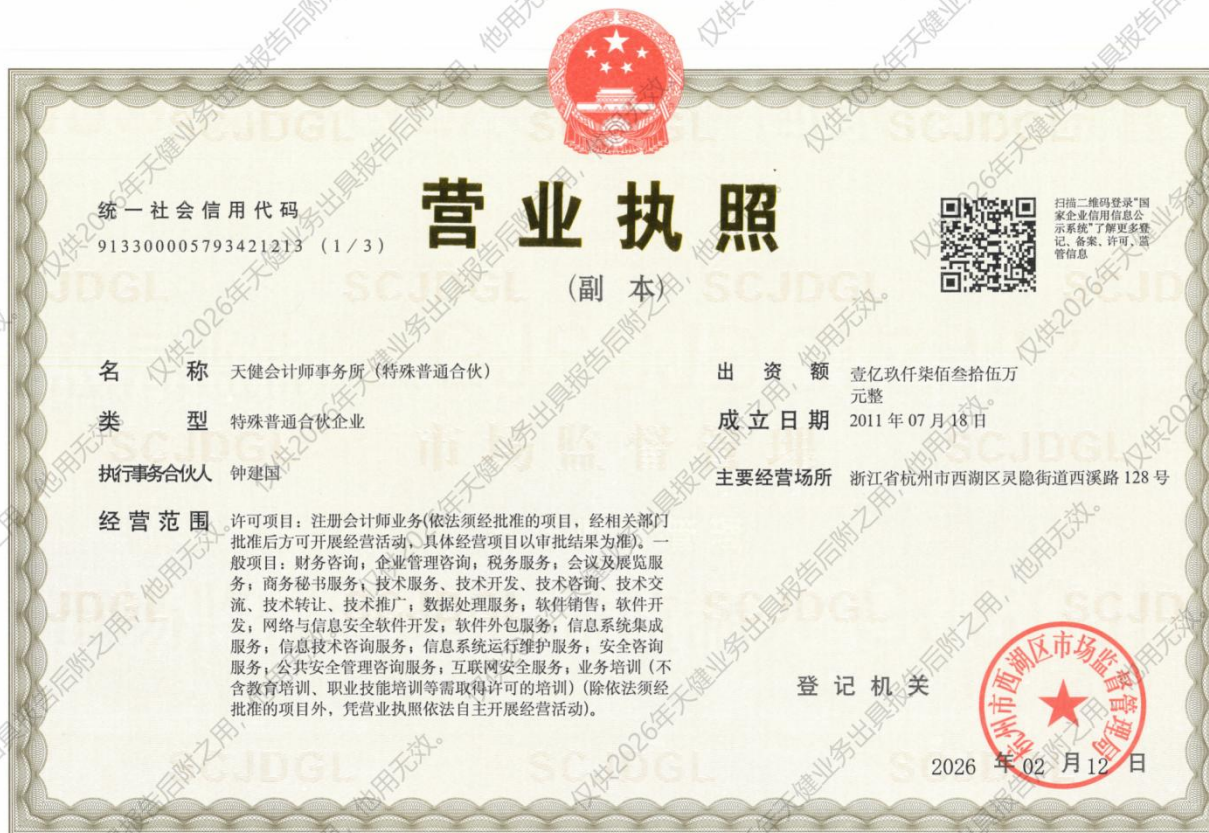 统一社会信用代码
913300005793421213 (1/3)
营业执照
(副 本)
扫描二维码登录"国
家企业信用信息公
示系统"了解更多登
记、备案、许可、监
管信息
名 称 天健会计师事务所（特殊普通合伙）
类 型 特殊普通合伙企业
执行事务合伙人 钟建国
经营范围 许可项目：注册会计师业务(依法须经批准的项目，经相关部门
批准后方可开展经营活动，具体经营项目以审批结果为准)。一
般项目：财务咨询；企业管理咨询；税务服务；会议及展览服
务；商务秘书服务；技术服务、技术开发、技术咨询、技术交
流、技术转让、技术推广；数据处理服务；软件销售；软件开
发；网络与信息安全软件开发；软件外包服务；信息系统集成
服务；信息技术咨询服务；信息系统运行维护服务；安全咨询
服务；公共安全管理咨询服务；互联网安全服务；业务培训（不
含教育培训、职业技能培训等需取得许可的培训）(除依法须经
批准的项目外，凭营业执照依法自主开展经营活动)。
出 资 额 壹亿玖仟柒佰叁拾伍万
元整
成立日期 2011年07月18日
主要经营场所 浙江省杭州市西湖区灵隐街道西溪路128号
登记机关
杭州市西湖区市场监督管理局
2026 年 02 月 12 日
SCJDGL
市场监督管理
仅供2026年天健业务出具报告后附之用，他用无效。